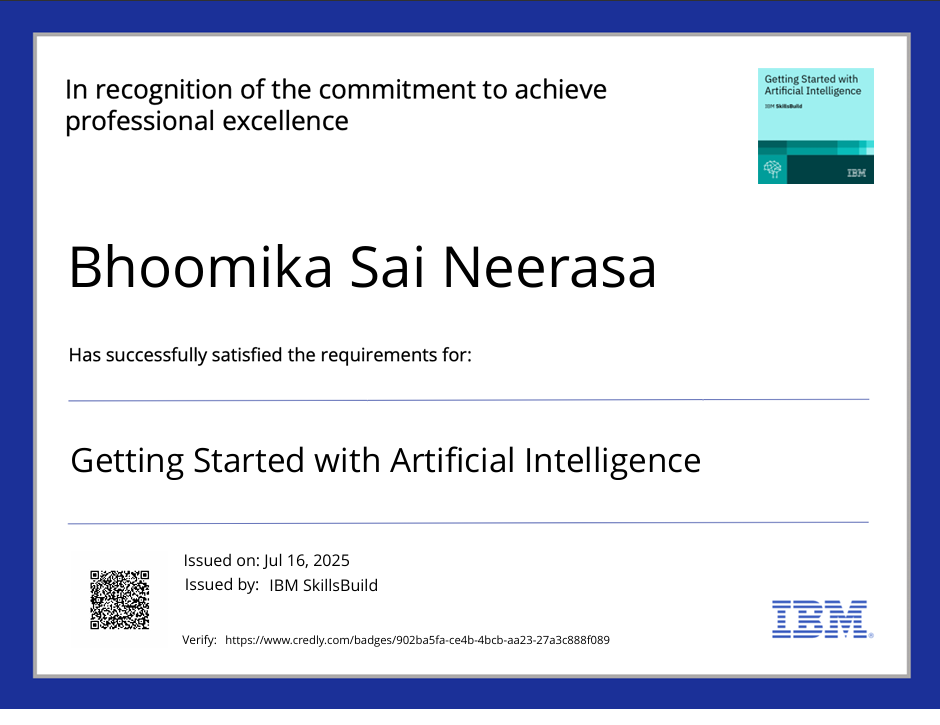 In recognition of the commitment to achieve
professional excellence
Getting Started with
Artificial Intelligence
IBM SkillsBuild
IBM
Bhoomika Sai Neerasa
Has successfully satisfied the requirements for:
Getting Started with Artificial Intelligence
Issued on: Jul 16, 2025
Issued by: IBM SkillsBuild
Verify: https://www.credly.com/badges/902ba5fa-ce4b-4bcb-aa23-27a3c888f089
IBM®